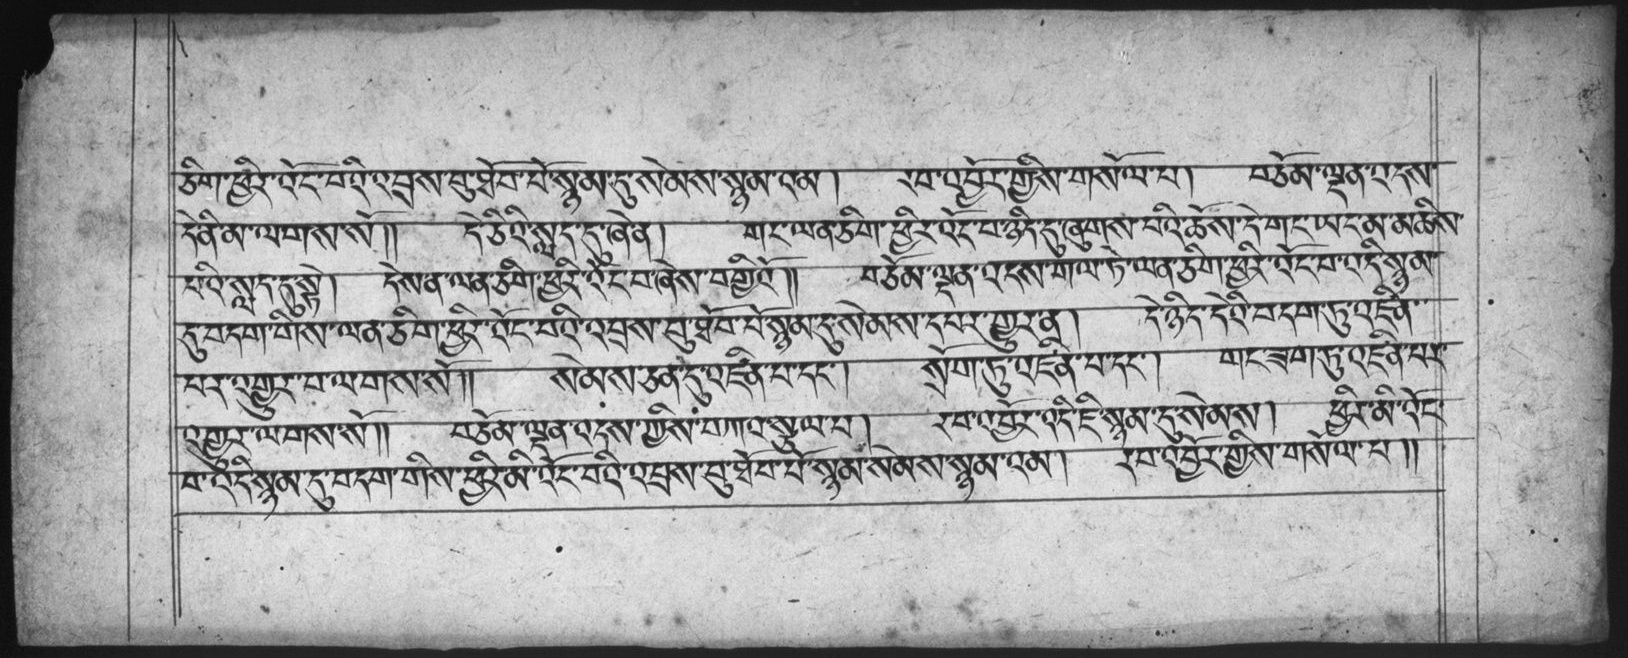 ཅིག་ཕྱིར་འོང་བའི་འབྲས་བུ་ཐོབ་པོ་སྙམ་དུ་སེམས་སྙམ་འམ། རབ་འབྱོར་གྱིས་གསོལ་པ། བཅོམ་ལྡན་འདས་
དེ་ནི་མ་ལགས་སོ།། དེ་ཅིའི་སླད་དུ་ཞེ་ན། གང་ལན་ཅིག་ཕྱིར་འོང་བ་ཉིད་དུ་ཞུགས་པའི་ཆོས་དེ་གང་ཡང་མ་མཆིས་
པའི་སླད་དུ་སྟེ། དེས་ན་ལན་ཅིག་ཕྱིར་འོང་བ་ཞེས་བགྱིའོ།། བཅོམ་ལྡན་འདས་གལ་ཏེ་ལན་ཅིག་ཕྱིར་འོང་བ་འདི་སྙམ་
དུ་བདག་གིས་ལན་ཅིག་ཕྱིར་འོང་བའི་འབྲས་བུ་ཐོབ་པོ་སྙམ་དུ་སེམས་དཔར་གྱུར་ན། དེ་ཉིད་དེའི་བདག་ཏུ་འཛིན་
པར་འགྱུར་བ་ལགས་སོ།། སེམས་ཅན་དུ་འཛིན་པ་དང་། སྲོག་ཏུ་འཛིན་པ་དང་། གང་ཟག་ཏུ་འཛིན་པར་
འགྱུར་ལགས་སོ།། བཅོམ་ལྡན་འདས་ཀྱིས་བཀའ་སྩལ་པ། རབ་འབྱོར་འདི་ཇི་སྙམ་དུ་སེམས། ཕྱིར་མི་འོང་
བ་འདི་སྙམ་དུ་བདག་གིས་ཕྱིར་མི་འོང་བའི་འབྲས་བུ་ཐོབ་པོ་སྙམ་སེམས་སྙམ་འམ། རབ་འབྱོར་གྱིས་གསོལ་པ།།